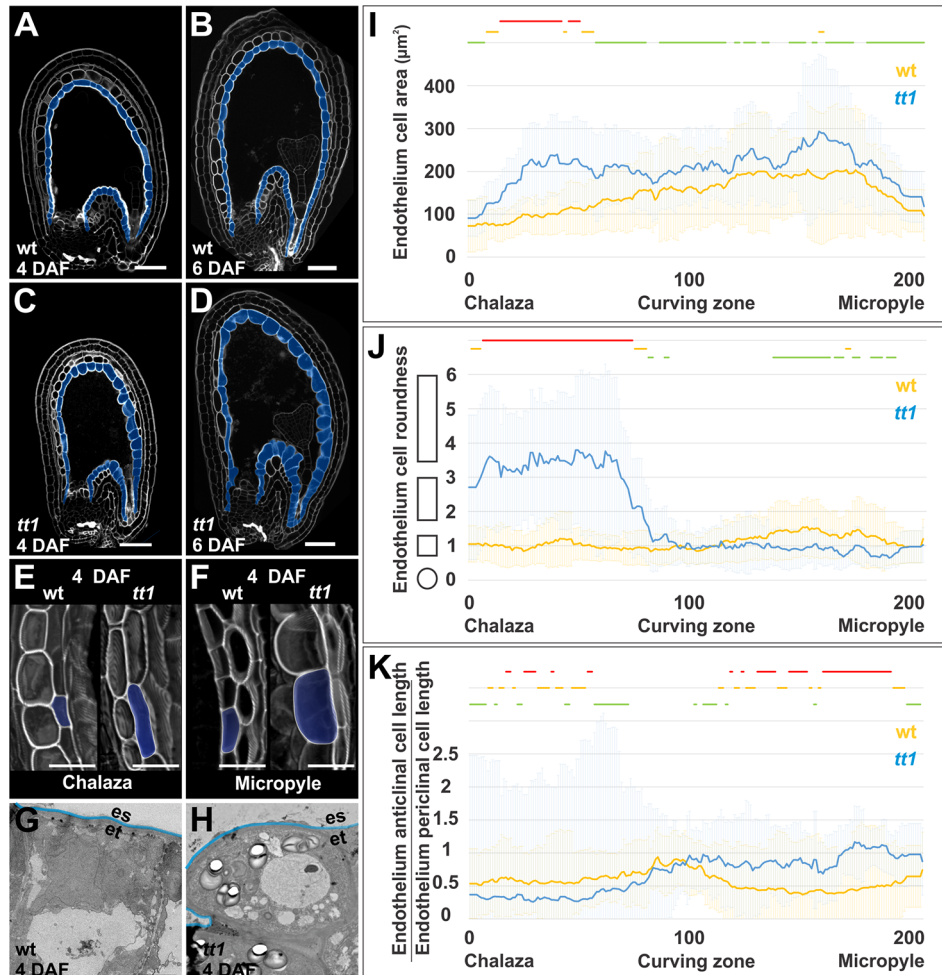 A
wt
4 DAF
B
wt
6 DAF
C
tt1
4 DAF
D
tt1
6 DAF
E
F
4 DAF
4 DAF
wt
tt1
wt
tt1
Chalaza
Micropyle
G
es
et
wt
4 DAF
H
es
et
tt1
4 DAF
I
Endothelium cell area (µm²)
wt
tt1
400
300
200
100
0
0
100
200
Chalaza
Curving zone
Micropyle
J
Endothelium cell roundness
wt
tt1
6
5
4
3
2
1
0
0
100
200
Chalaza
Curving zone
Micropyle
K
Endothelium anticlinal cell length
Endothelium periclinal cell length
wt
tt1
2.5
2
1.5
1
0.5
0
0
100
200
Chalaza
Curving zone
Micropyle